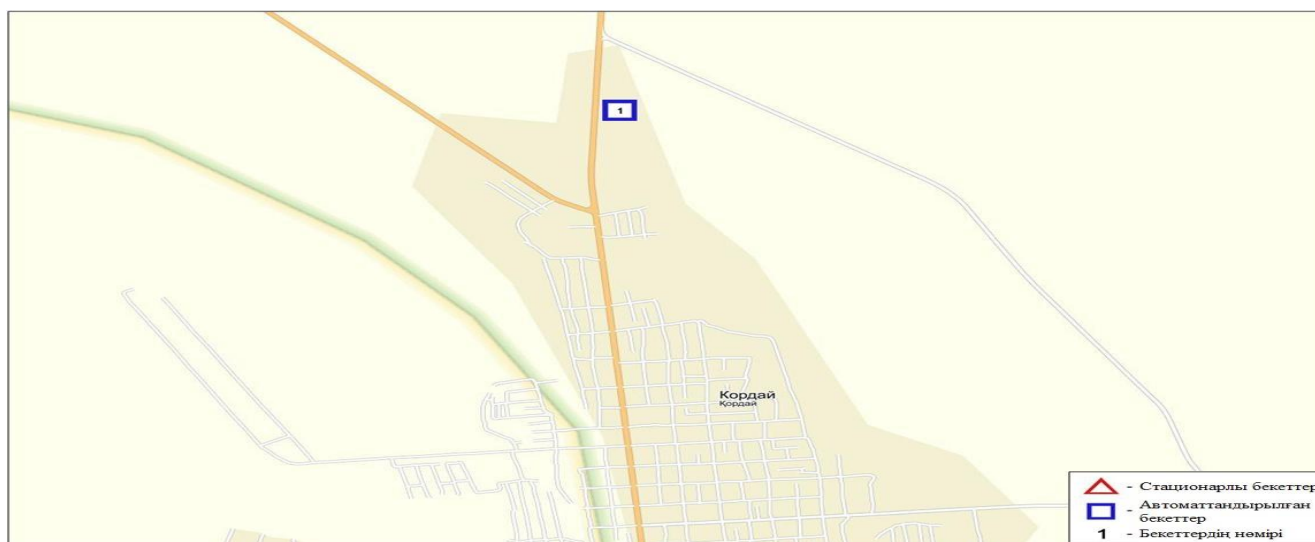 1
Кордай
Қордай
- Стационарлы бекеттер
- Автоматтандырылған
бекеттер
1 - Бекеттердің нөмірі